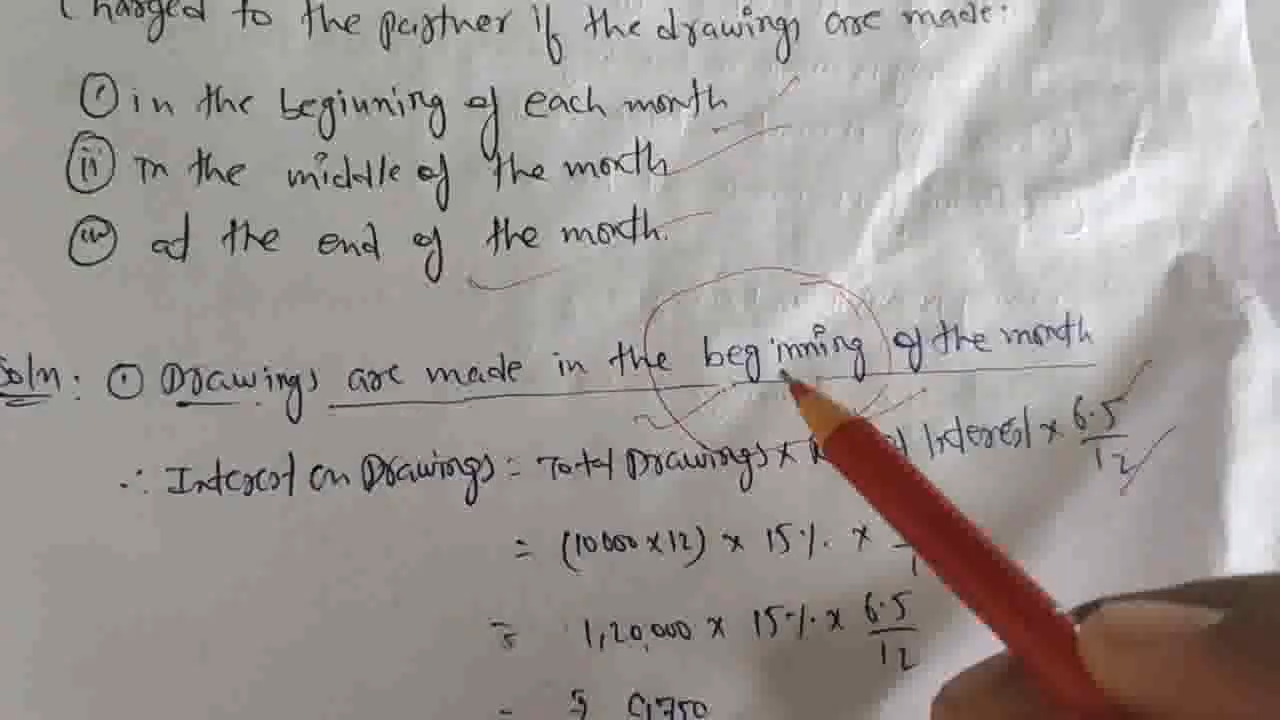 Charged to the partner if the drawings are made:
(i) in the beginning of each month
(ii) in the middle of the month
(iii) at the end of the month.
Soln: (i) Drawings are made in the beginning of the month
∴ Interest on Drawings = Total Drawings × Interest × 6.5/12
= (10000 × 12) × 15% ×
= 1,20,000 × 15% × 6.5/12
= 9,750